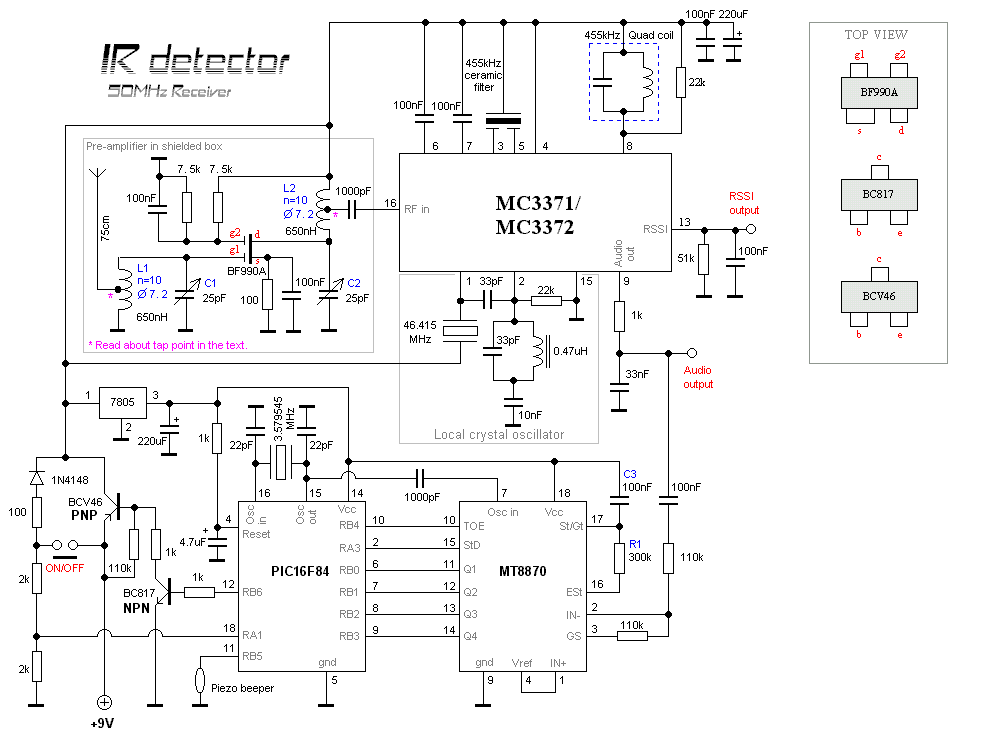 IR detector
50MHz Receiver
100nF 220uF
+
455kHz
Quad coil
455kHz
ceramic
filter
22k
100nF
100nF
6
7
3
5
4
8
TOP VIEW
g1
g2
BF990A
s
d
c
BC817
b
e
c
BCV46
b
e
Pre-amplifier in shielded box
7.5k
7.5k
L2
n=10
Ø 7.2
650nH
*
1000pF
100nF
75cm
g2
d
g1
s
BF990A
L1
n=10
Ø 7.2
*
650nH
C1
25pF
100
100nF
C2
25pF
* Read about tap point in the text.
16
RF in
MC3371/
MC3372
RSSI
13
RSSI
output
51k
100nF
Audio
out
1
2
15
9
33pF
22k
46.415
MHz
33pF
0.47uH
10nF
Local crystal oscillator
1k
33nF
Audio
output
1
7805
3
2
+
220uF
1k
22pF
3.579545
MHz
22pF
1000pF
C3
100nF
100nF
1N4148
100
BCV46
PNP
ON/OFF
110k
1k
2k
2k
BC817
NPN
1k
+
4.7uF
16
15
14
Osc
in
Osc
out
Vcc
4
Reset
PIC16F84
12
RB6
18
RA1
11
RB5
gnd
5
RB4
10
RA3
2
RB0
6
RB1
7
RB2
8
RB3
9
Piezo beeper
+9V
7
18
Osc in
Vcc
10
TOE
15
StD
11
Q1
12
Q2
13
Q3
14
Q4
MT8870
St/Gt
17
R1
300k
ESt
16
IN-
2
GS
3
110k
110k
gnd
Vref
IN+
9
4
1